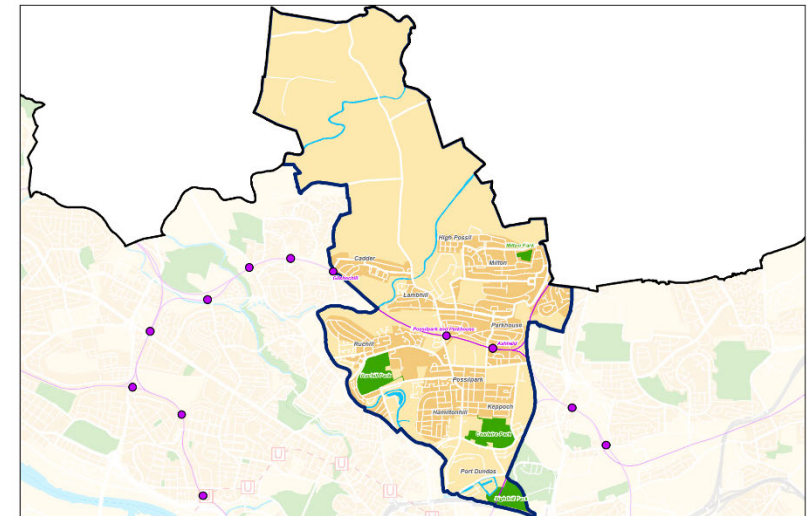 High Possil
Milton Park
Milton
Cadder
Gilshochill
Lambhill
Parkhouse
Possilpark and Parkhouse
Ashfield
Ruchill
Ruchill Park
Possilpark
Keppoch
Hamiltonhill
Cowlairs Park
Port Dundas
Sighthill Park
U
U
U
U